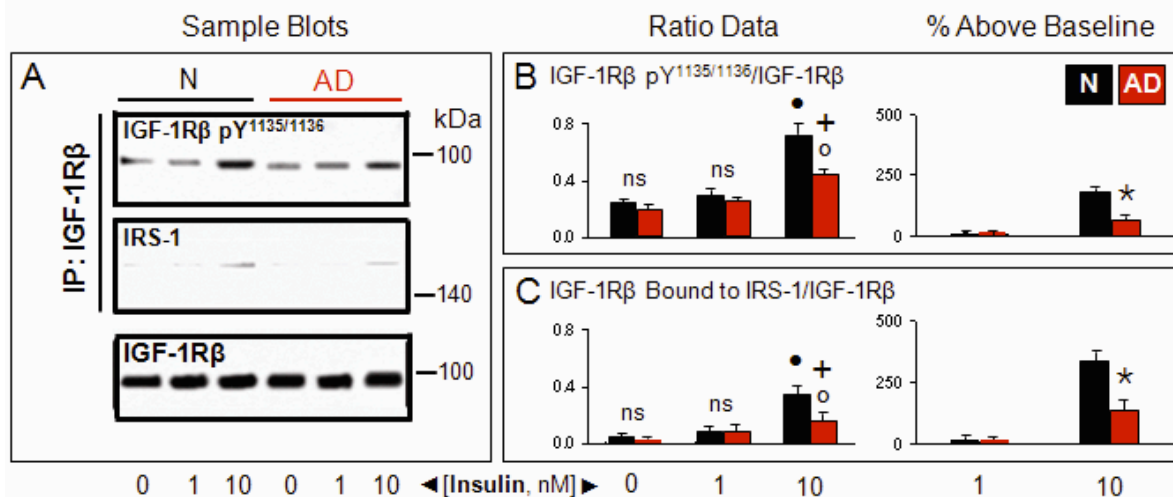 Sample Blots
Ratio Data
% Above Baseline
A
N
AD
kDa
IP: IGF-1Rβ
IGF-1Rβ pY1135/1136
100
IRS-1
140
IGF-1Rβ
100
0 1 10 0 1 10
◄[Insulin, nM]►
B IGF-1Rβ pY1135/1136/IGF-1Rβ
N AD
0.8
0.4
0.0
ns
ns
●
+
o
500
250
0
*
C IGF-1Rβ Bound to IRS-1/IGF-1Rβ
0.8
0.4
0.0
ns
ns
●
+
o
500
250
0
*
0 1 10
1 10